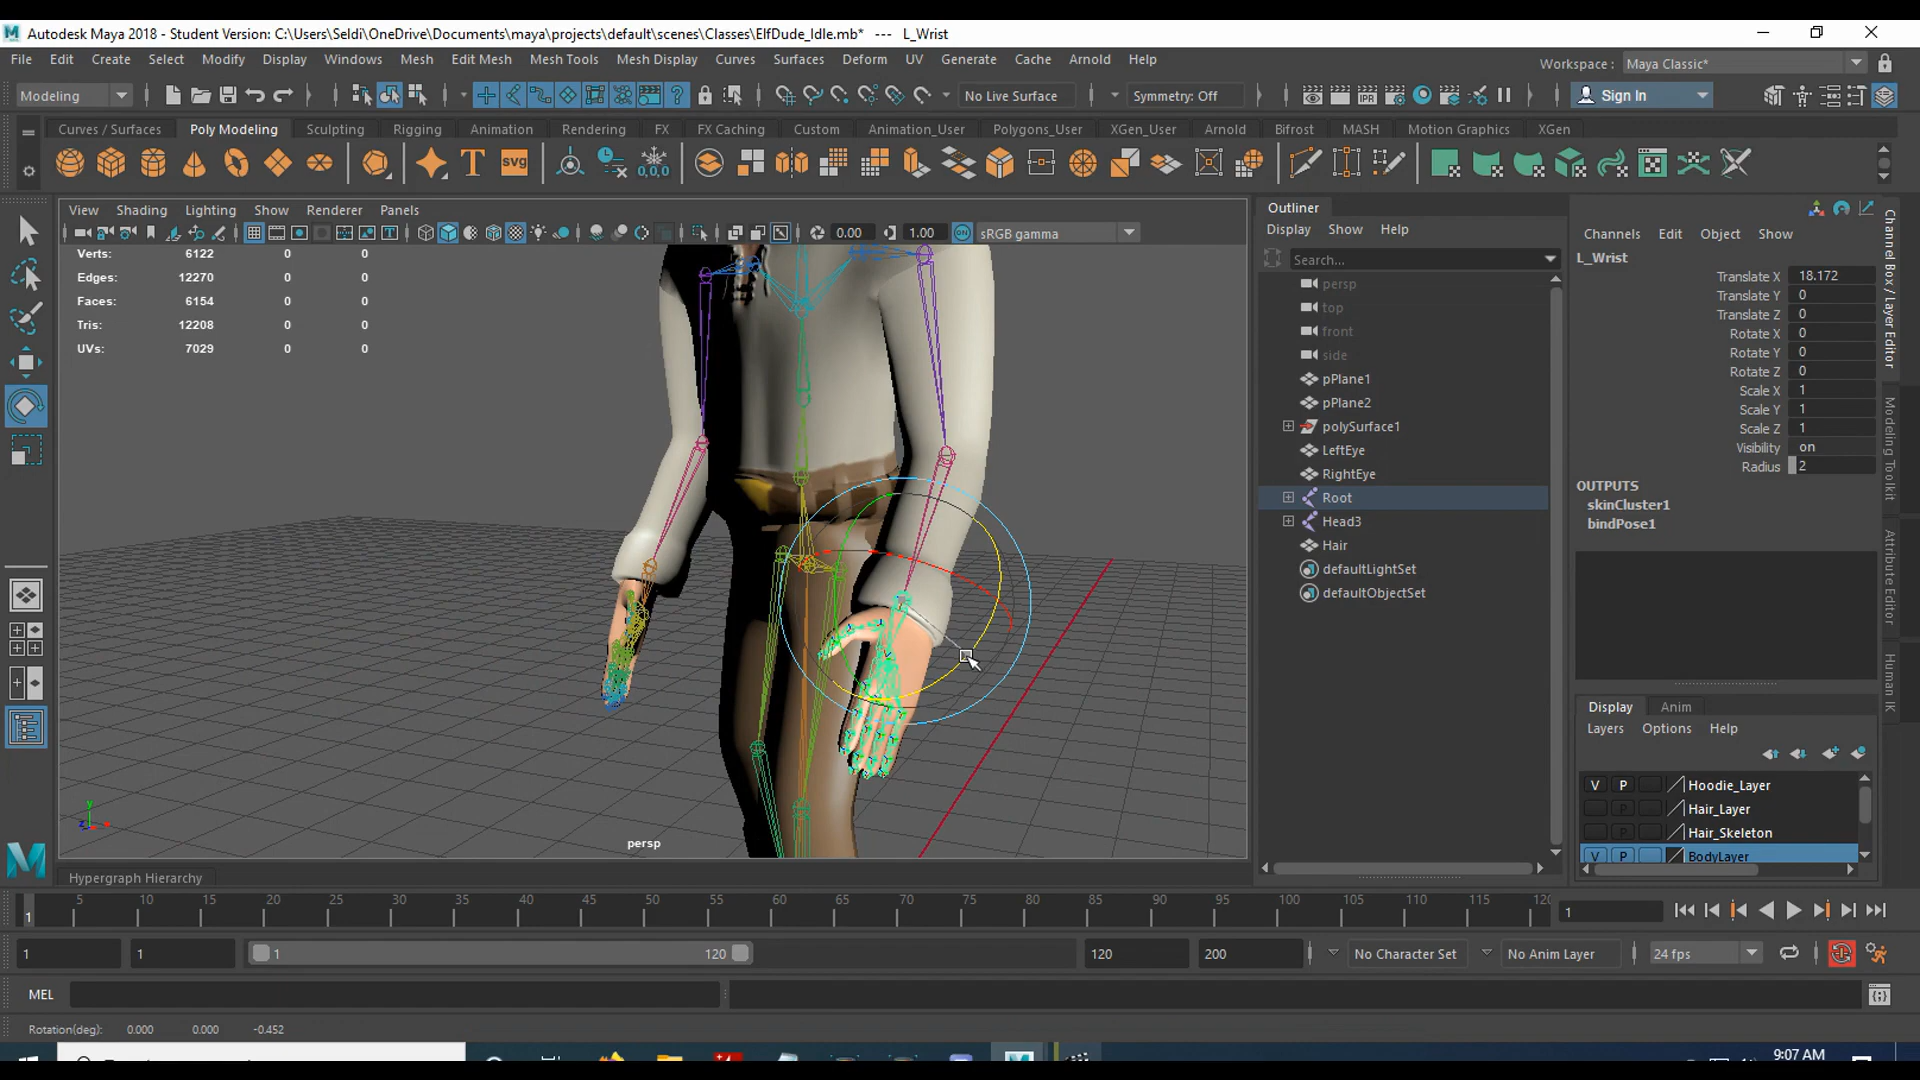 Autodesk Maya 2018 - Student Version: C:\Users\Seldi\OneDrive\Documents\maya\projects\default\scenes\Classes\ElfDude_Idle.mb* --- L_Wrist
File Edit Create Select Modify Display Windows Mesh Edit Mesh Mesh Tools Mesh Display Curves Surfaces Deform UV Generate Cache Arnold Help
Workspace : Maya Classic*
Modeling No Live Surface Symmetry: Off IPR Sign In
Curves / Surfaces Poly Modeling Sculpting Rigging Animation Rendering FX FX Caching Custom Animation_User Polygons_User XGen_User Arnold Bifrost MASH Motion Graphics XGen
T svg 0,0,0
View Shading Lighting Show Renderer Panels
0.00 1.00 ON sRGB gamma
Verts: 6122 0 0
Edges: 12270 0 0
Faces: 6154 0 0
Tris: 12208 0 0
UVs: 7029 0 0
y
z
persp
Outliner
Display Show Help
Search...
persp
top
front
side
pPlane1
pPlane2
polySurface1
LeftEye
RightEye
Root
Head3
Hair
defaultLightSet
defaultObjectSet
Channels Edit Object Show
L_Wrist
Translate X 18.172
Translate Y 0
Translate Z 0
Rotate X 0
Rotate Y 0
Rotate Z 0
Scale X 1
Scale Y 1
Scale Z 1
Visibility on
Radius 2
OUTPUTS
skinCluster1
bindPose1
Display Anim
Layers Options Help
V P Hoodie_Layer
Hair_Layer
Hair_Skeleton
V P BodyLayer
Channel Box / Layer Editor
Modeling Toolkit
Attribute Editor
Human IK
Hypergraph Hierarchy
1 5 10 15 20 25 30 35 40 45 50 55 60 65 70 75 80 85 90 95 100 105 110 115 120
1
1 1 1 120 120 200 No Character Set No Anim Layer 24 fps
MEL
Rotation(deg): 0.000 0.000 -0.452
9:07 AM